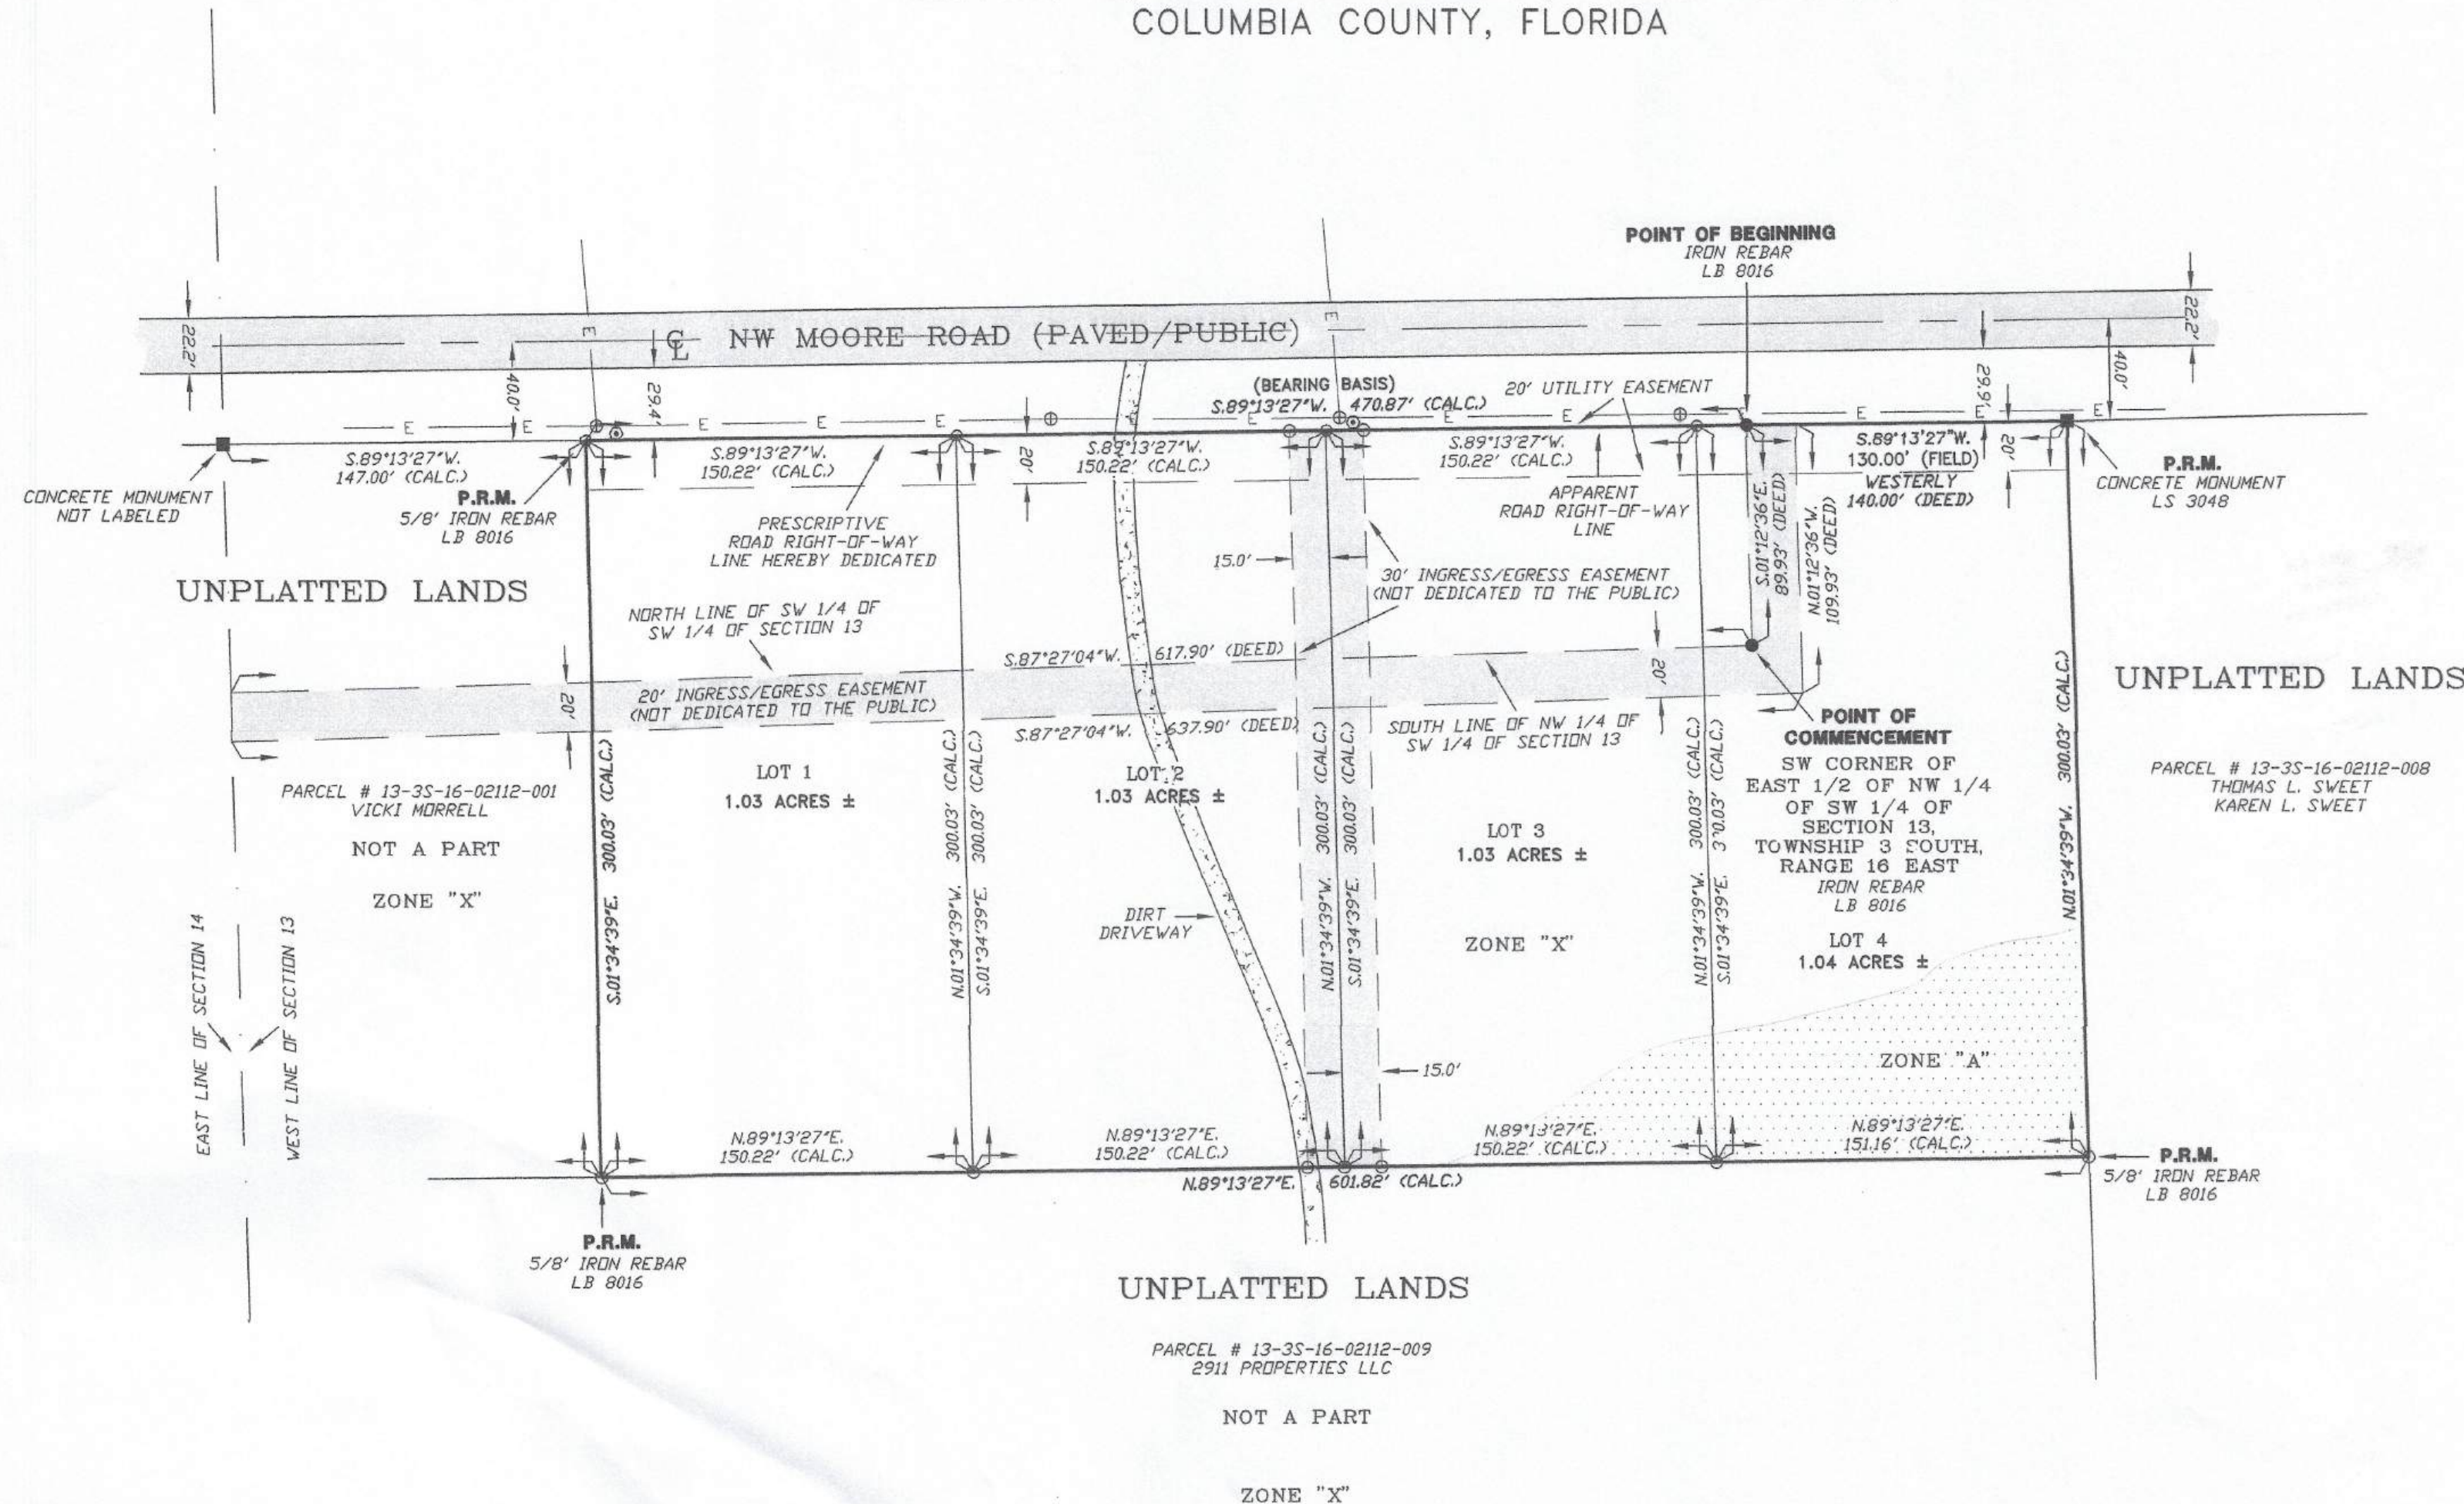 COLUMBIA COUNTY, FLORIDA
POINT OF BEGINNING
IRON REBAR
LB 8016
22.2'
22.2'
E
E
C
L
NW MOORE ROAD (PAVED/PUBLIC)
40.0'
29.4'
29.9'
40.0'
(BEARING BASIS)
S.89°13'27"W. 470.87' (CALC.)
20' UTILITY EASEMENT
E
E
E
E
E
E
E
E
E
E
S.89°13'27"W.
147.00' (CALC.)
S.89°13'27"W.
150.22' (CALC.)
20'
S.89°13'27"W.
150.22' (CALC.)
S.89°13'27"W.
150.22' (CALC.)
S.89°13'27"W.
130.00' (FIELD)
WESTERLY
140.00' (DEED)
20'
CONCRETE MONUMENT
NOT LABELED
P.R.M.
5/8' IRON REBAR
LB 8016
PRESCRIPTIVE
ROAD RIGHT-OF-WAY
LINE HEREBY DEDICATED
APPARENT
ROAD RIGHT-OF-WAY
LINE
S.01°12'36"E.
89.93' (DEED)
N.01°12'36"W.
109.93' (DEED)
P.R.M.
CONCRETE MONUMENT
LS 3048
UNPLATTED LANDS
15.0'
30' INGRESS/EGRESS EASEMENT
(NOT DEDICATED TO THE PUBLIC)
NORTH LINE OF SW 1/4 OF
SW 1/4 OF SECTION 13
S.87°27'04"W. 617.90' (DEED)
20'
20'
20' INGRESS/EGRESS EASEMENT
(NOT DEDICATED TO THE PUBLIC)
S.87°27'04"W. 637.90' (DEED)
SOUTH LINE OF NW 1/4 OF
SW 1/4 OF SECTION 13
POINT OF
COMMENCEMENT
SW CORNER OF
EAST 1/2 OF NW 1/4
OF SW 1/4 OF
SECTION 13,
TOWNSHIP 3 SOUTH,
RANGE 16 EAST
IRON REBAR
LB 8016
UNPLATTED LANDS
PARCEL # 13-3S-16-02112-008
THOMAS L. SWEET
KAREN L. SWEET
PARCEL # 13-3S-16-02112-001
VICKI MORRELL
NOT A PART
ZONE "X"
S.01°34'39"E. 300.03' (CALC.)
LOT 1
1.03 ACRES ±
N.01°34'39"W. 300.03' (CALC.)
S.01°34'39"E. 300.03' (CALC.)
LOT 2
1.03 ACRES ±
N.01°34'39"W. 300.03' (CALC.)
S.01°34'39"E. 300.03' (CALC.)
LOT 3
1.03 ACRES ±
ZONE "X"
N.01°34'39"W. 300.03' (CALC.)
S.01°34'39"E. 300.03' (CALC.)
LOT 4
1.04 ACRES ±
N.01°34'39"W. 300.03' (CALC.)
DIRT
DRIVEWAY
EAST LINE OF SECTION 14
WEST LINE OF SECTION 13
ZONE "A"
15.0'
N.89°13'27"E.
150.22' (CALC.)
N.89°13'27"E.
150.22' (CALC.)
N.89°13'27"E.
150.22' (CALC.)
N.89°13'27"E.
151.16' (CALC.)
N.89°13'27"E. 601.82' (CALC.)
P.R.M.
5/8' IRON REBAR
LB 8016
P.R.M.
5/8' IRON REBAR
LB 8016
UNPLATTED LANDS
PARCEL # 13-3S-16-02112-009
2911 PROPERTIES LLC
NOT A PART
ZONE "X"